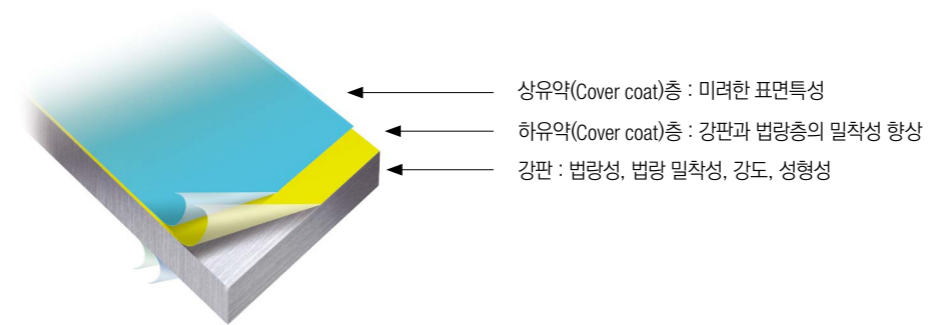 상유약(Cover coat)층 : 미려한 표면특성
하유약(Cover coat)층 : 강판과 법랑층의 밀착성 향상
강판 : 법랑성, 법랑 밀착성, 강도, 성형성